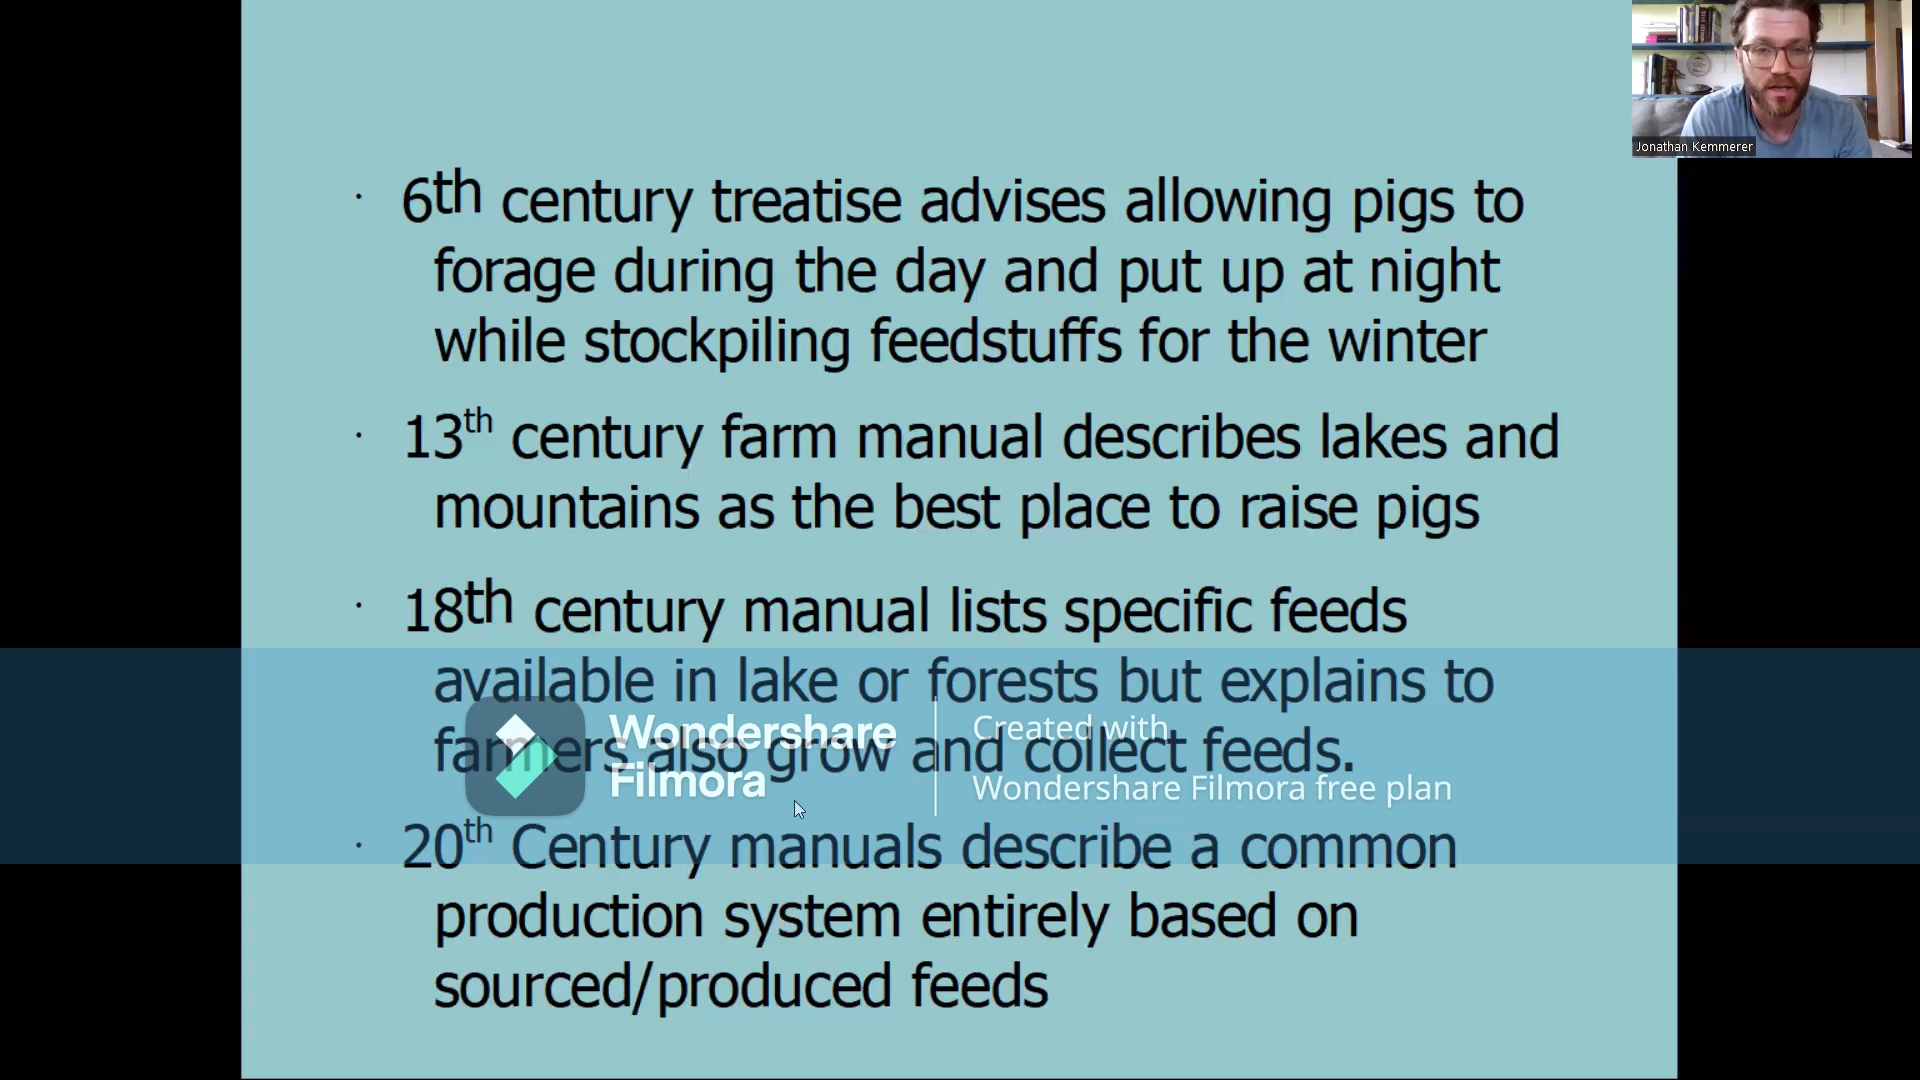 Jonathan Kemmerer
· 6th century treatise advises allowing pigs to
forage during the day and put up at night
while stockpiling feedstuffs for the winter
· 13th century farm manual describes lakes and
mountains as the best place to raise pigs
· 18th century manual lists specific feeds
available in lake or forests but explains to
farmers also grow and collect feeds.
Wondershare
Filmora
Created with
Wondershare Filmora free plan
· 20th Century manuals describe a common
production system entirely based on
sourced/produced feeds